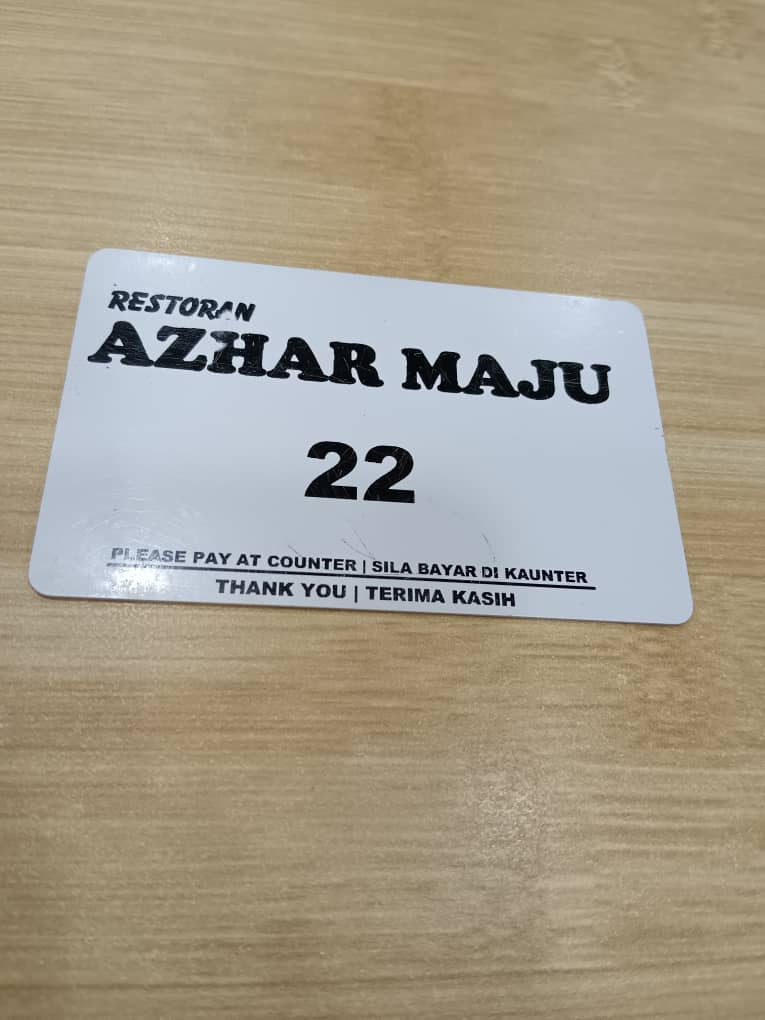 RESTORAN
AZHAR MAJU
22
PLEASE PAY AT COUNTER | SILA BAYAR DI KAUNTER
THANK YOU | TERIMA KASIH